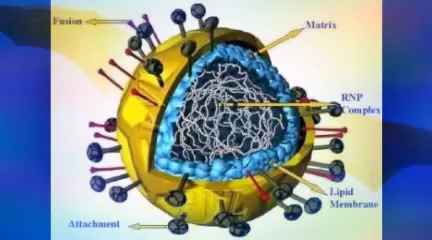 Fusion
Matrix
RNP
Complex
Lipid
Membrane
Attachment